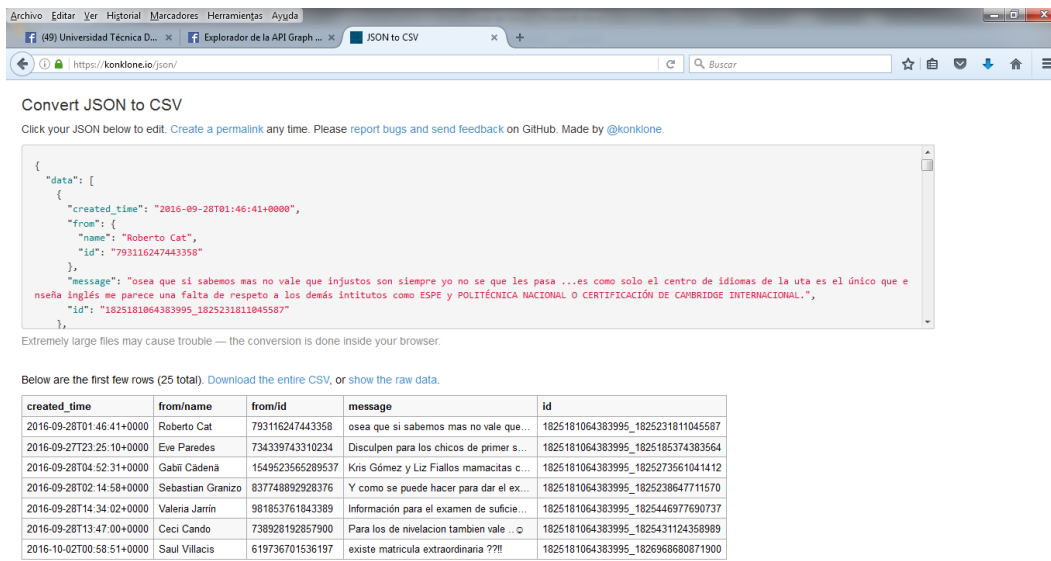 Archivo Editar Ver Historial Marcadores Herramientas Ayuda
(49) Universidad Técnica D... × Explorador de la API Graph ... × JSON to CSV × +
https://konklone.io/json/ Buscar
Convert JSON to CSV
Click your JSON below to edit. Create a permalink any time. Please report bugs and send feedback on GitHub. Made by @konklone.
{
"data": [
{
"created_time": "2016-09-28T01:46:41+0000",
"from": {
"name": "Roberto Cat",
"id": "793116247443358"
},
"message": "osea que si sabemos mas no vale que injustos son siempre yo no se que les pasa ...es como solo el centro de idiomas de la uta es el único que e
nseña inglés me parece una falta de respeto a los demás intitutos como ESPE y POLITÉCNICA NACIONAL O CERTIFICACIÓN DE CAMBRIDGE INTERNACIONAL.",
"id": "1825181064383995_1825231811045587"
},
Extremely large files may cause trouble — the conversion is done inside your browser.
Below are the first few rows (25 total). Download the entire CSV, or show the raw data.
created_time from/name from/id message id
2016-09-28T01:46:41+0000 Roberto Cat 793116247443358 osea que si sabemos mas no vale que... 1825181064383995_1825231811045587
2016-09-27T23:25:10+0000 Eve Paredes 734339743310234 Disculpen para los chicos de primer s... 1825181064383995_1825185374383564
2016-09-28T04:52:31+0000 Gabïï Cädenä 1549523565289537 Kris Gómez y Liz Fiallos mamacitas c... 1825181064383995_1825273561041412
2016-09-28T02:14:58+0000 Sebastian Granizo 837748892928376 Y como se puede hacer para dar el ex... 1825181064383995_1825238647711570
2016-09-28T14:34:02+0000 Valeria Jarrín 981853761843389 Información para el examen de suficie... 1825181064383995_1825446977690737
2016-09-28T13:47:00+0000 Ceci Cando 738928192857900 Para los de nivelacion tambien vale .. ☺ 1825181064383995_1825431124358989
2016-10-02T00:58:51+0000 Saul Villacis 619736701536197 existe matricula extraordinaria ??!! 1825181064383995_1826968680871900